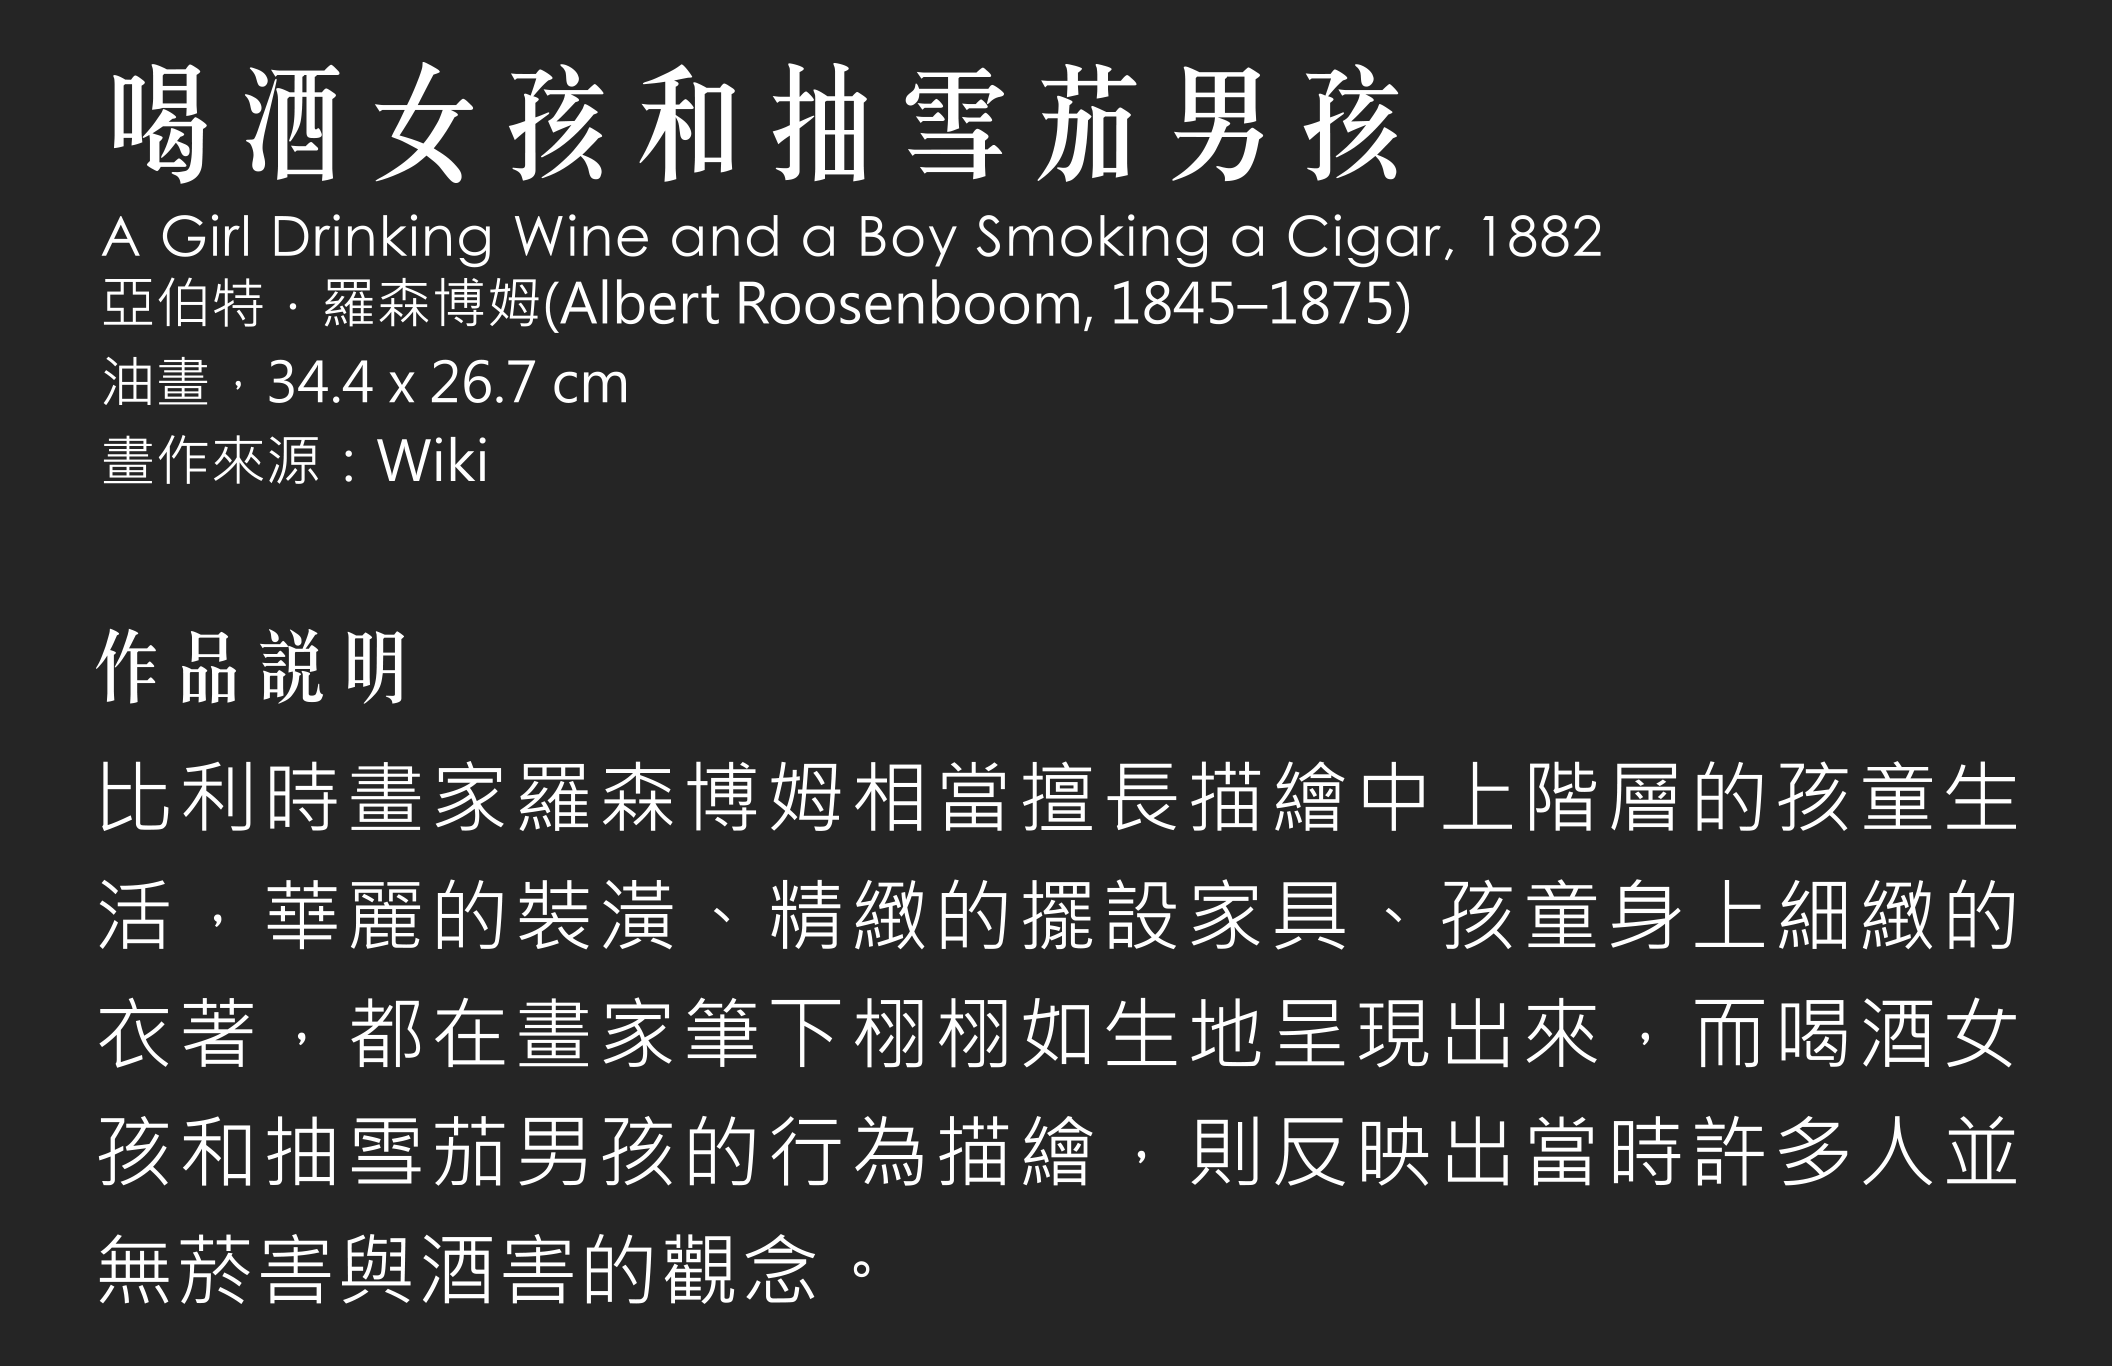 喝酒女孩和抽雪茄男孩
A Girl Drinking Wine and a Boy Smoking a Cigar, 1882
亞伯特．羅森博姆(Albert Roosenboom, 1845–1875)
油畫，34.4 x 26.7 cm
畫作來源：Wiki
作品說明
比利時畫家羅森博姆相當擅長描繪中上階層的孩童生
活，華麗的裝潢、精緻的擺設家具、孩童身上細緻的
衣著，都在畫家筆下栩栩如生地呈現出來，而喝酒女
孩和抽雪茄男孩的行為描繪，則反映出當時許多人並
無菸害與酒害的觀念。